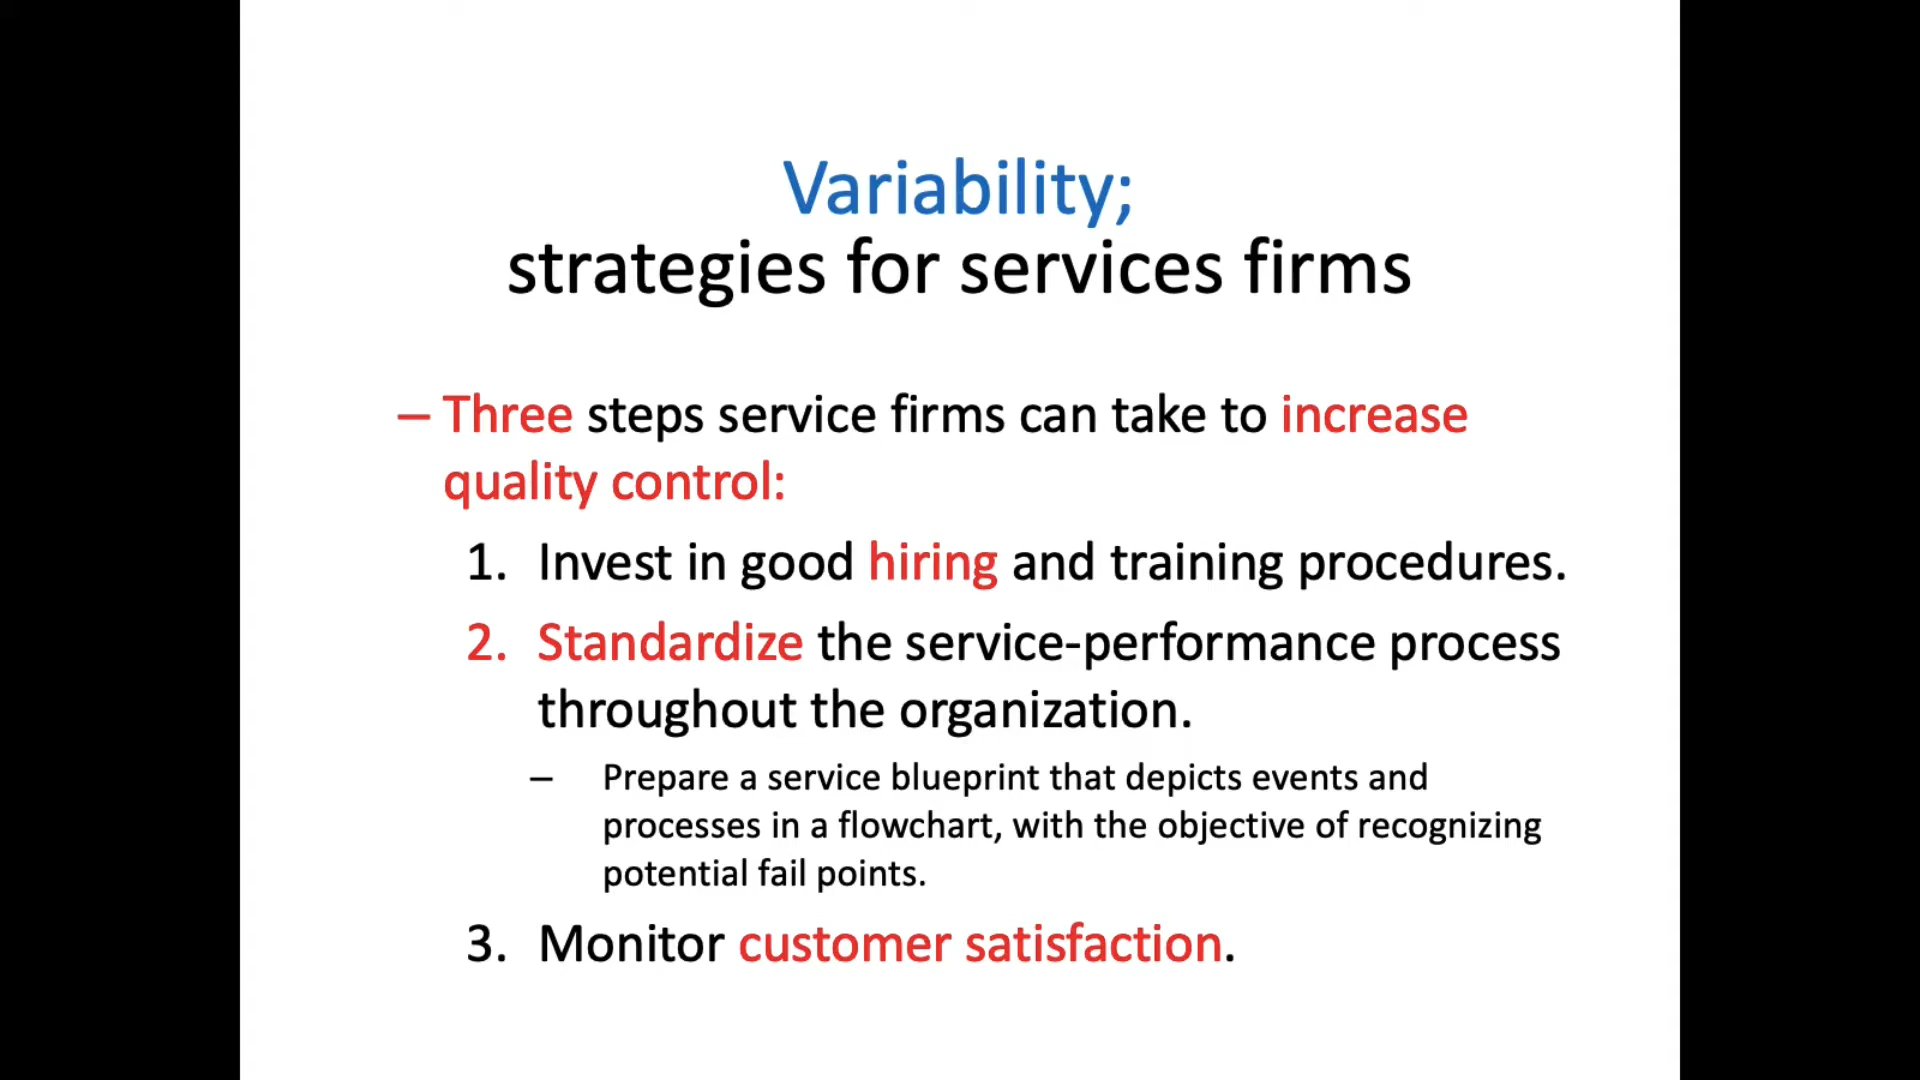 Variability;
strategies for services firms
– Three steps service firms can take to increase
quality control:
1. Invest in good hiring and training procedures.
2. Standardize the service-performance process
throughout the organization.
– Prepare a service blueprint that depicts events and
processes in a flowchart, with the objective of recognizing
potential fail points.
3. Monitor customer satisfaction.